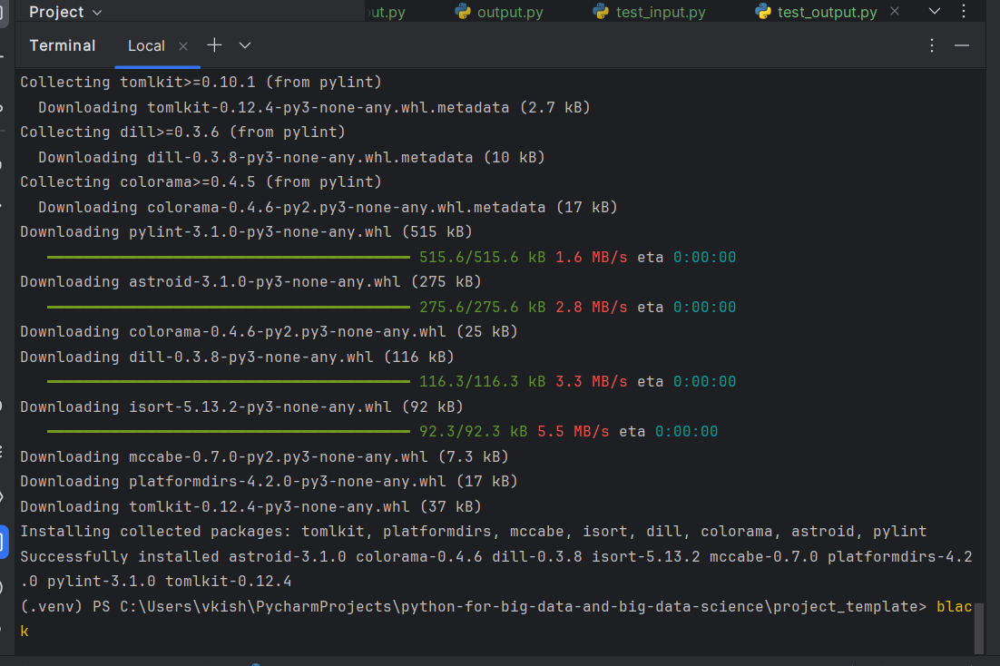 Project
ut.py
output.py
test_input.py
test_output.py
Terminal
Local
Collecting tomlkit>=0.10.1 (from pylint)
Downloading tomlkit-0.12.4-py3-none-any.whl.metadata (2.7 kB)
Collecting dill>=0.3.6 (from pylint)
Downloading dill-0.3.8-py3-none-any.whl.metadata (10 kB)
Collecting colorama>=0.4.5 (from pylint)
Downloading colorama-0.4.6-py2.py3-none-any.whl.metadata (17 kB)
Downloading pylint-3.1.0-py3-none-any.whl (515 kB)
515.6/515.6 kB 1.6 MB/s eta 0:00:00
Downloading astroid-3.1.0-py3-none-any.whl (275 kB)
275.6/275.6 kB 2.8 MB/s eta 0:00:00
Downloading colorama-0.4.6-py2.py3-none-any.whl (25 kB)
Downloading dill-0.3.8-py3-none-any.whl (116 kB)
116.3/116.3 kB 3.3 MB/s eta 0:00:00
Downloading isort-5.13.2-py3-none-any.whl (92 kB)
92.3/92.3 kB 5.5 MB/s eta 0:00:00
Downloading mccabe-0.7.0-py2.py3-none-any.whl (7.3 kB)
Downloading platformdirs-4.2.0-py3-none-any.whl (17 kB)
Downloading tomlkit-0.12.4-py3-none-any.whl (37 kB)
Installing collected packages: tomlkit, platformdirs, mccabe, isort, dill, colorama, astroid, pylint
Successfully installed astroid-3.1.0 colorama-0.4.6 dill-0.3.8 isort-5.13.2 mccabe-0.7.0 platformdirs-4.2
.0 pylint-3.1.0 tomlkit-0.12.4
(.venv) PS C:\Users\vkish\PycharmProjects\python-for-big-data-and-big-data-science\project_template> blac
k